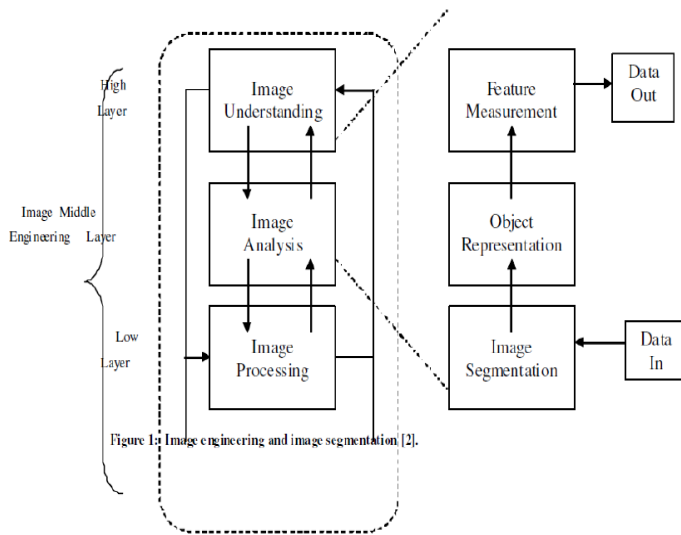 High
Layer
Image Middle
Engineering Layer
Low
Layer
Image
Understanding
Image
Analysis
Image
Processing
Feature
Measurement
Object
Representation
Image
Segmentation
Data
Out
Data
In
Figure 1: Image engineering and image segmentation [2].